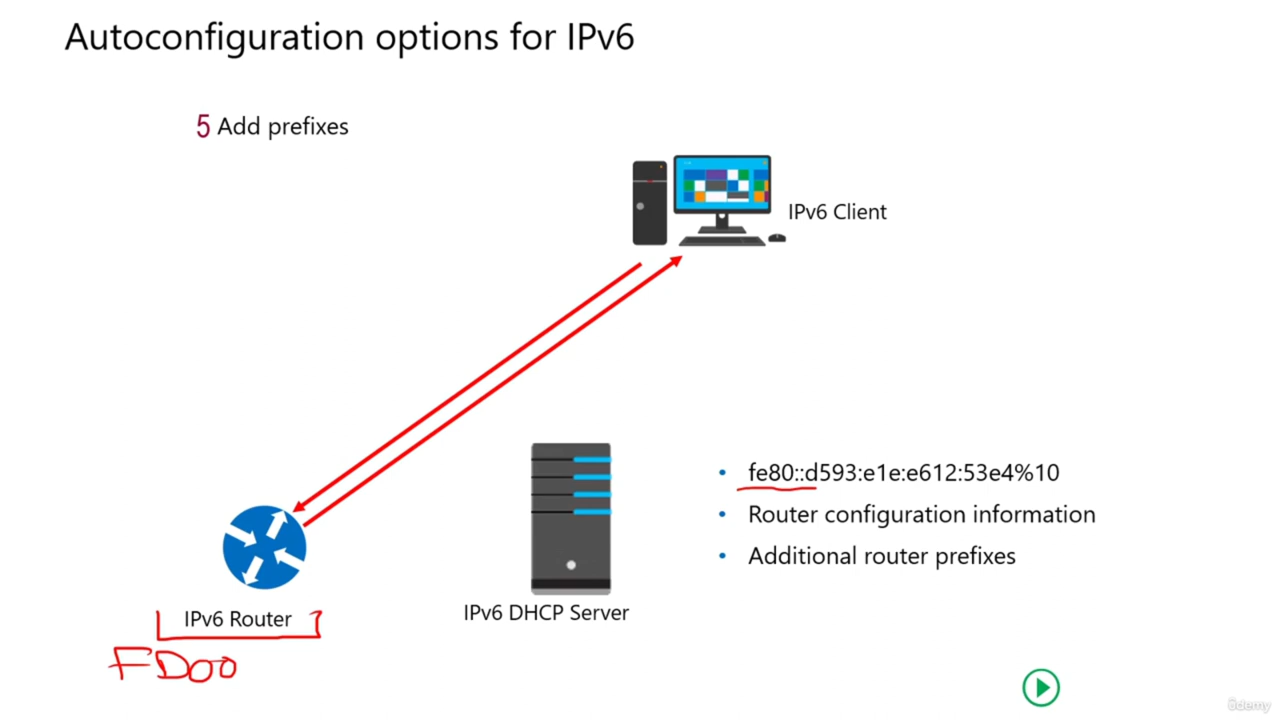 Autoconfiguration options for IPv6
5 Add prefixes
IPv6 Client
• fe80::d593:e1e:e612:53e4%10
• Router configuration information
• Additional router prefixes
IPv6 DHCP Server
IPv6 Router
FD00
ûdemy